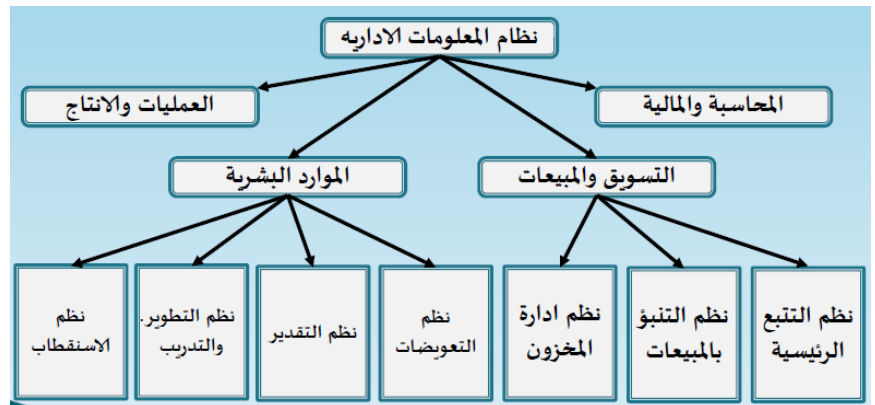 نظام المعلومات الاداريه
المحاسبة والمالية
العمليات والانتاج
التسويق والمبيعات
الموارد البشرية
نظم التتبع
الرئيسية
نظم التنبؤ
بالمبيعات
نظم ادارة
المخزون
نظم
التعويضات
نظم التقدير
نظم التطوير.
والتدريب
نظم
الاستقطاب